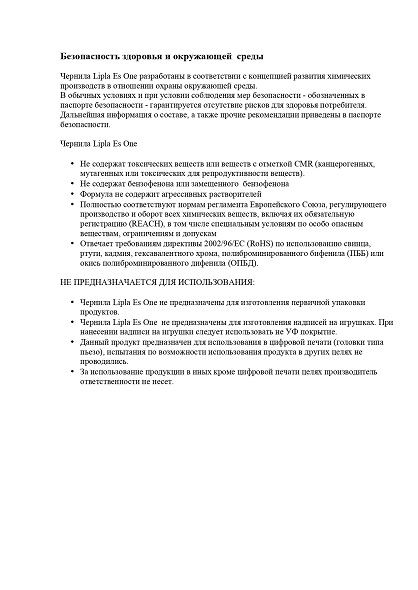 Безопасность здоровья и окружающей среды
Чернила Lipla Es One разработаны в соответствии с концепцией развития химических
производств в отношении охраны окружающей среды.
В обычных условиях и при условии соблюдения мер безопасности - обозначенных в
паспорте безопасности - гарантируется отсутствие рисков для здоровья потребителя.
Дальнейшая информация о составе, а также прочие рекомендации приведены в паспорте
безопасности.
Чернила Lipla Es One
• Не содержат токсических веществ или веществ с отметкой CMR (канцерогенных,
мутагенных или токсических для репродуктивности веществ).
• Не содержат бензофенона или замещенного бензофенона
• Формула не содержит агрессивных растворителей
• Полностью соответствуют нормам регламента Европейского Союза, регулирующего
производство и оборот всех химических веществ, включая их обязательную
регистрацию (REACH), в том числе специальным условиям по особо опасным
веществам, ограничениям и допускам
• Отвечает требованиям директивы 2002/96/EC (RoHS) по использованию свинца,
ртути, кадмия, гексавалентного хрома, полиброминированного бифенила (ПББ) или
окись полиброминированного дифенила (ОПБД).
НЕ ПРЕДНАЗНАЧАЕТСЯ ДЛЯ ИСПОЛЬЗОВАНИЯ:
• Чернила Lipla Es One не предназначены для изготовления первичной упаковки
продуктов.
• Чернила Lipla Es One не предназначены для изготовления надписей на игрушках. При
нанесении надписи на игрушки следует использовать не УФ покрытие.
• Данный продукт предназначен для использования в цифровой печати (головки типа
пьезо), испытания по возможности использования продукта в других целях не
проводились.
• За использование продукции в иных кроме цифровой печати целях производитель
ответственности не несет.